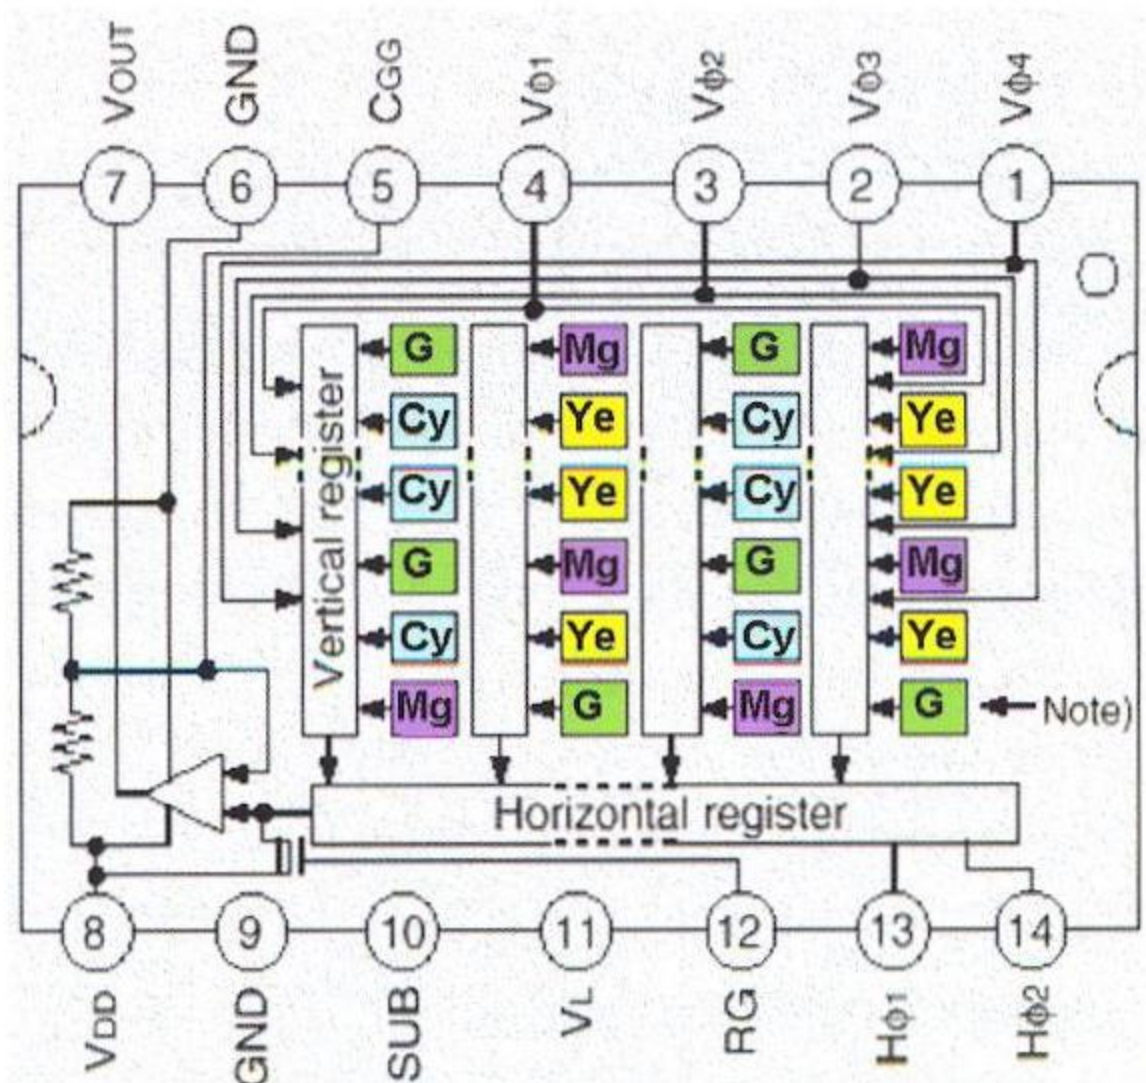 VOUT GND CGG Vϕ1 Vϕ2 Vϕ3 Vϕ4
7 6 5 4 3 2 1
G Mg G Mg
Cy Ye Cy Ye
Cy Ye Cy Ye
G Mg G Mg
Cy Ye Cy Ye
Mg G Mg G Note)
Vertical register
Horizontal register
8 9 10 11 12 13 14
VDD GND SUB VL RG Hϕ1 Hϕ2